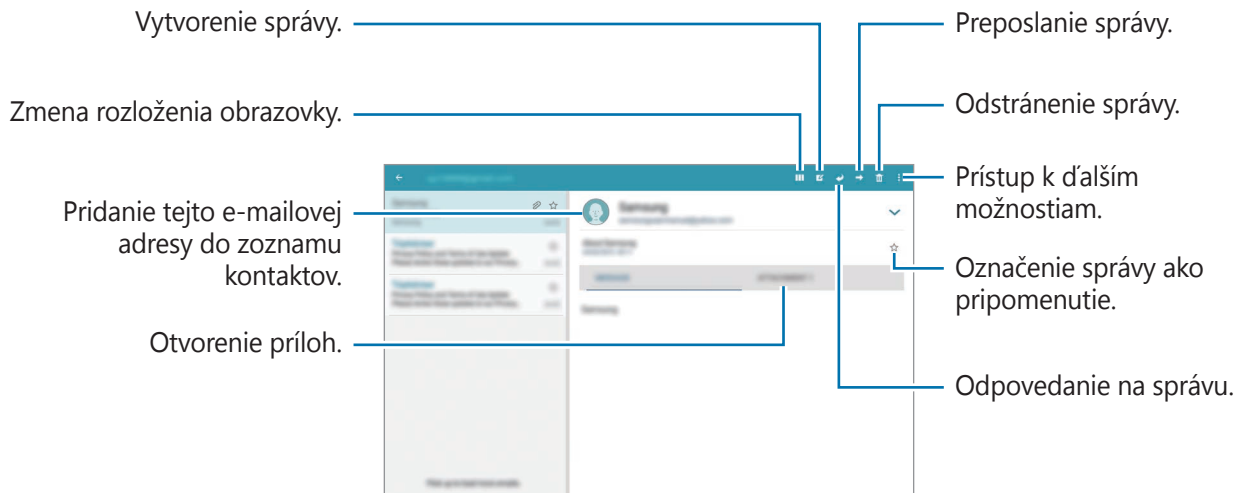 Vytvorenie správy.
Zmena rozloženia obrazovky.
Pridanie tejto e-mailovej
adresy do zoznamu
kontaktov.
Otvorenie príloh.
Preposlanie správy.
Odstránenie správy.
Prístup k ďalším
možnostiam.
Označenie správy ako
pripomenutie.
Odpovedanie na správu.
Samsung
Samsung